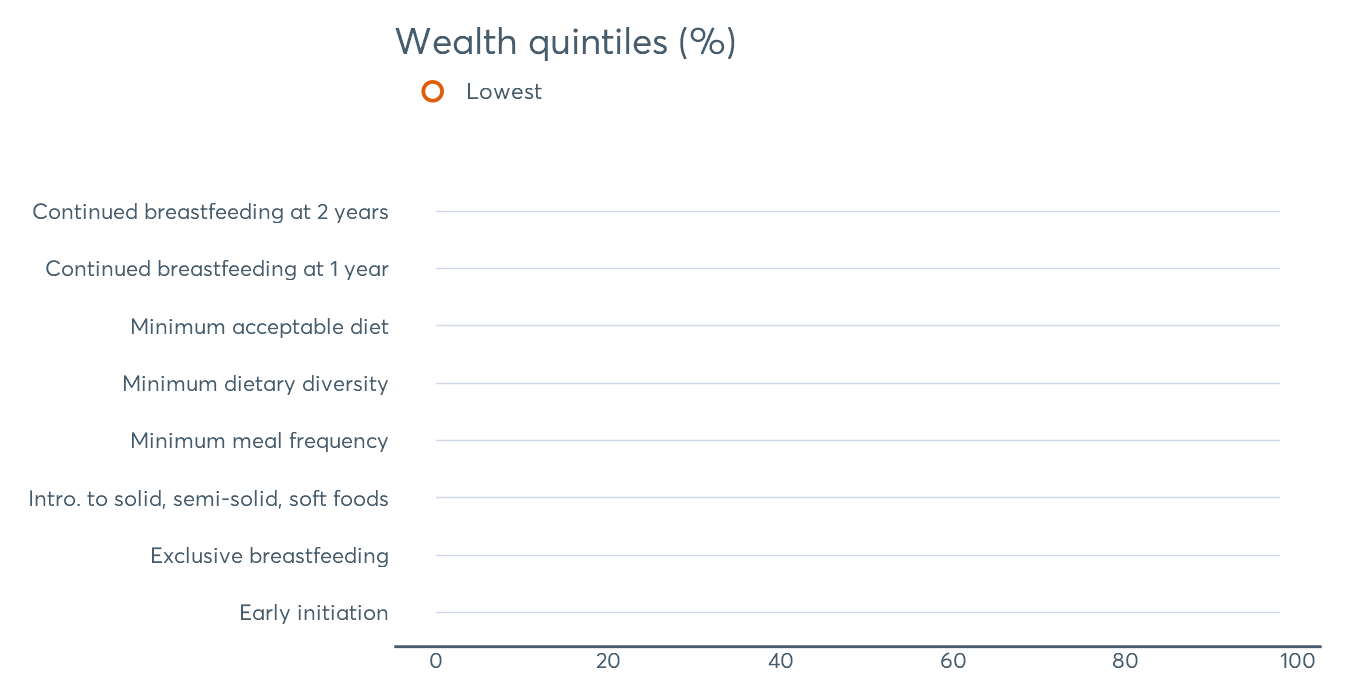 Wealth quintiles (%)
Lowest
Continued breastfeeding at 2 years
Continued breastfeeding at 1 year
Minimum acceptable diet
Minimum dietary diversity
Minimum meal frequency
Intro. to solid, semi-solid, soft foods
Exclusive breastfeeding
Early initiation
0 20 40 60 80 100